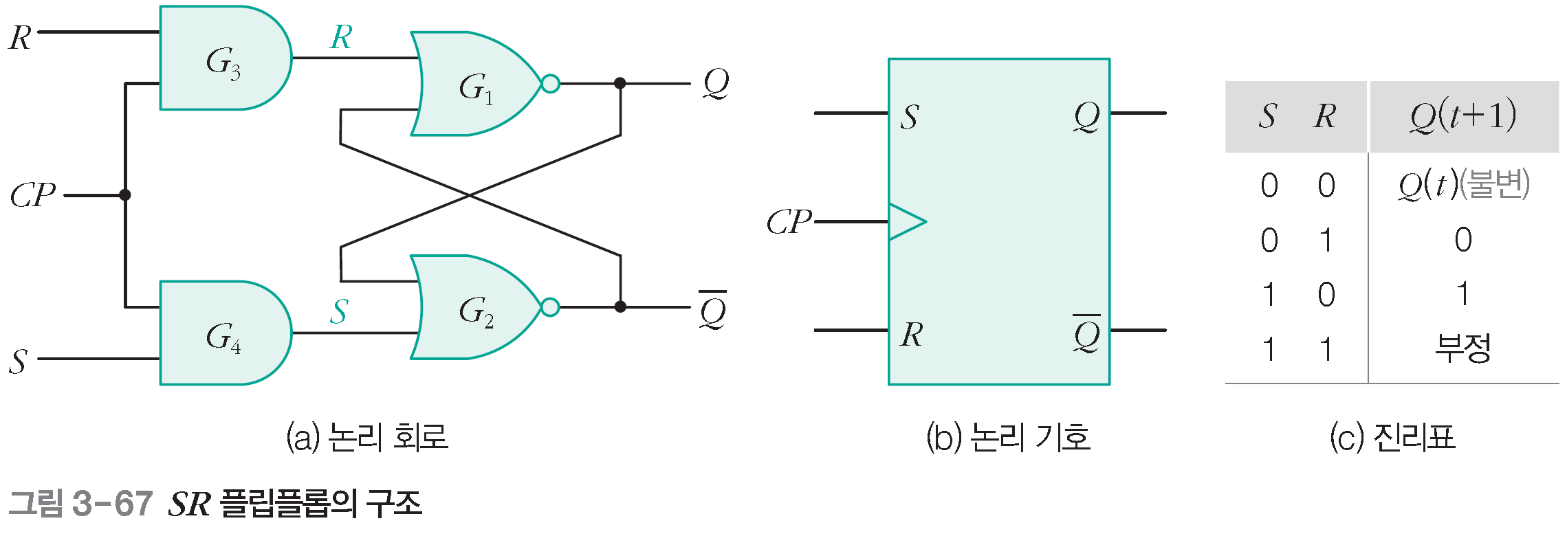 R
R
G3
G1
Q
CP
G4
S
G2
Q̅
S
(a) 논리 회로
S
Q
CP
R
Q̅
(b) 논리 기호
S R Q(t+1)
0 0 Q(t)(불변)
0 1 0
1 0 1
1 1 부정
(c) 진리표
그림 3-67 SR 플립플롭의 구조